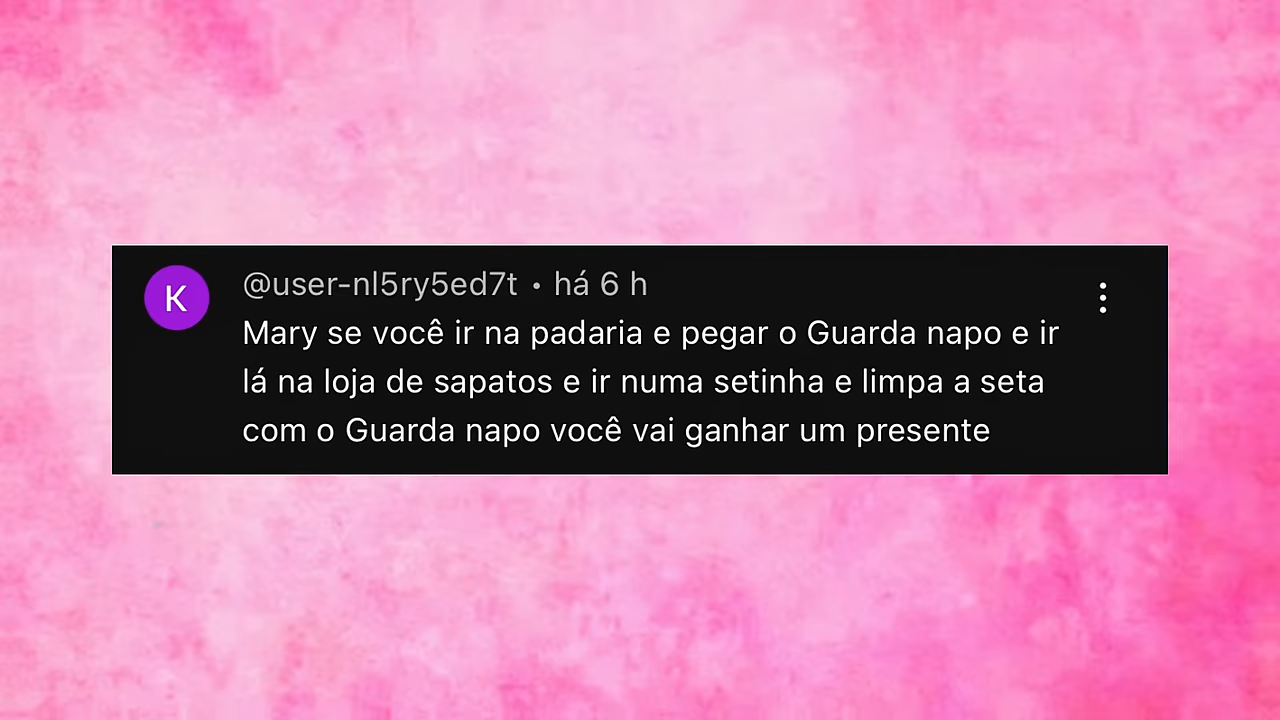 K
@user-nl5ry5ed7t • há 6 h
Mary se você ir na padaria e pegar o Guarda napo e ir
lá na loja de sapatos e ir numa setinha e limpa a seta
com o Guarda napo você vai ganhar um presente